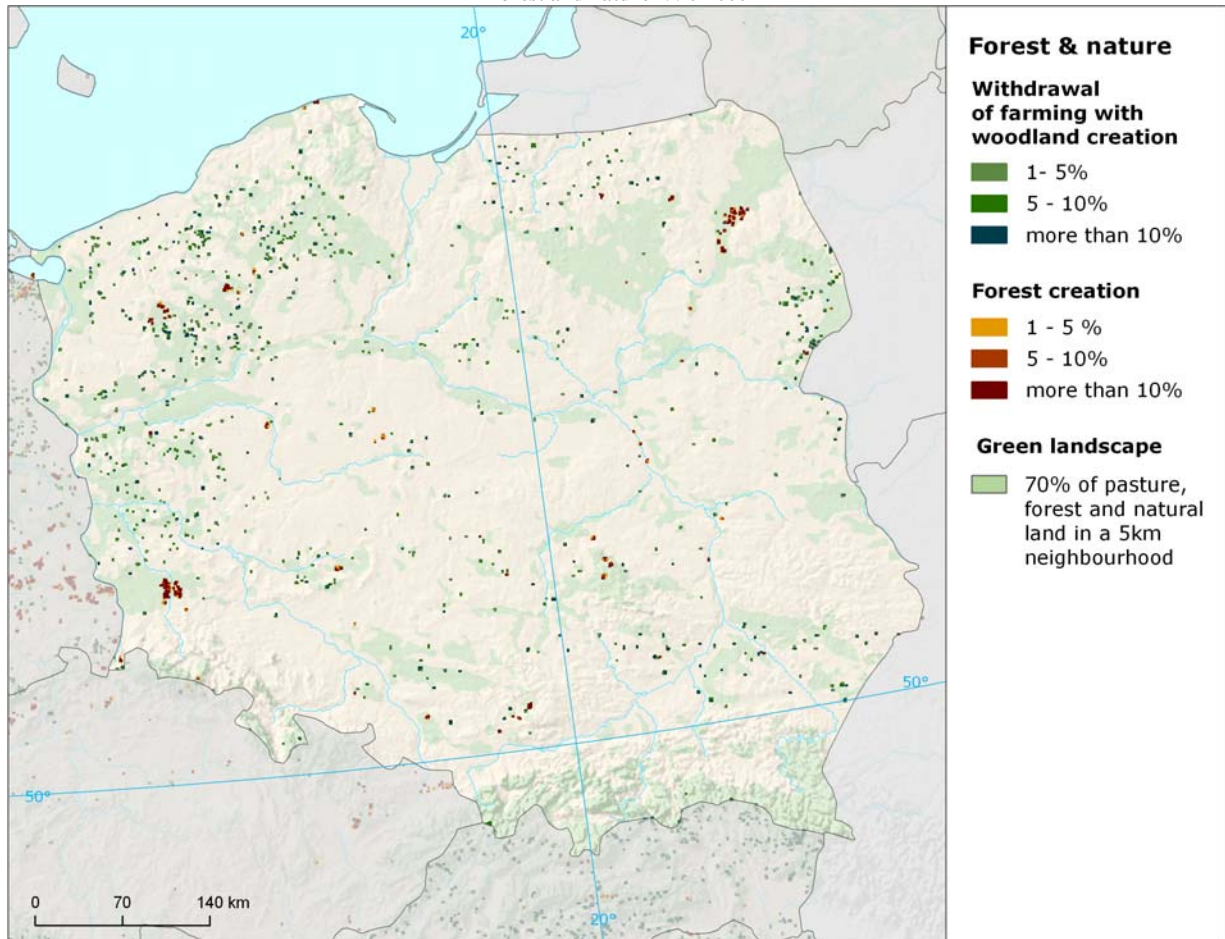 20°
Forest & nature
Withdrawal
of farming with
woodland creation
1- 5%
5 - 10%
more than 10%
Forest creation
1 - 5 %
5 - 10%
more than 10%
Green landscape
70% of pasture,
forest and natural
land in a 5km
neighbourhood
50°
50°
0 70 140 km
20°